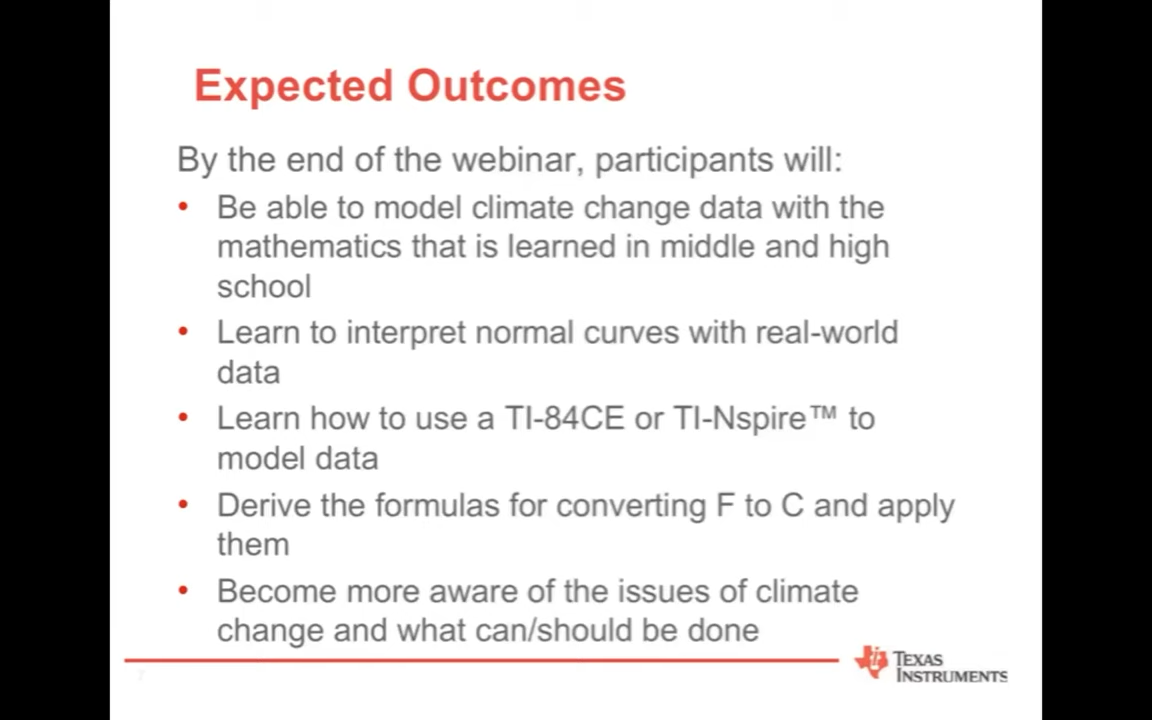 Expected Outcomes
By the end of the webinar, participants will:
• Be able to model climate change data with the
mathematics that is learned in middle and high
school
• Learn to interpret normal curves with real-world
data
• Learn how to use a TI-84CE or TI-Nspire™ to
model data
• Derive the formulas for converting F to C and apply
them
• Become more aware of the issues of climate
change and what can/should be done
TEXAS
INSTRUMENTS